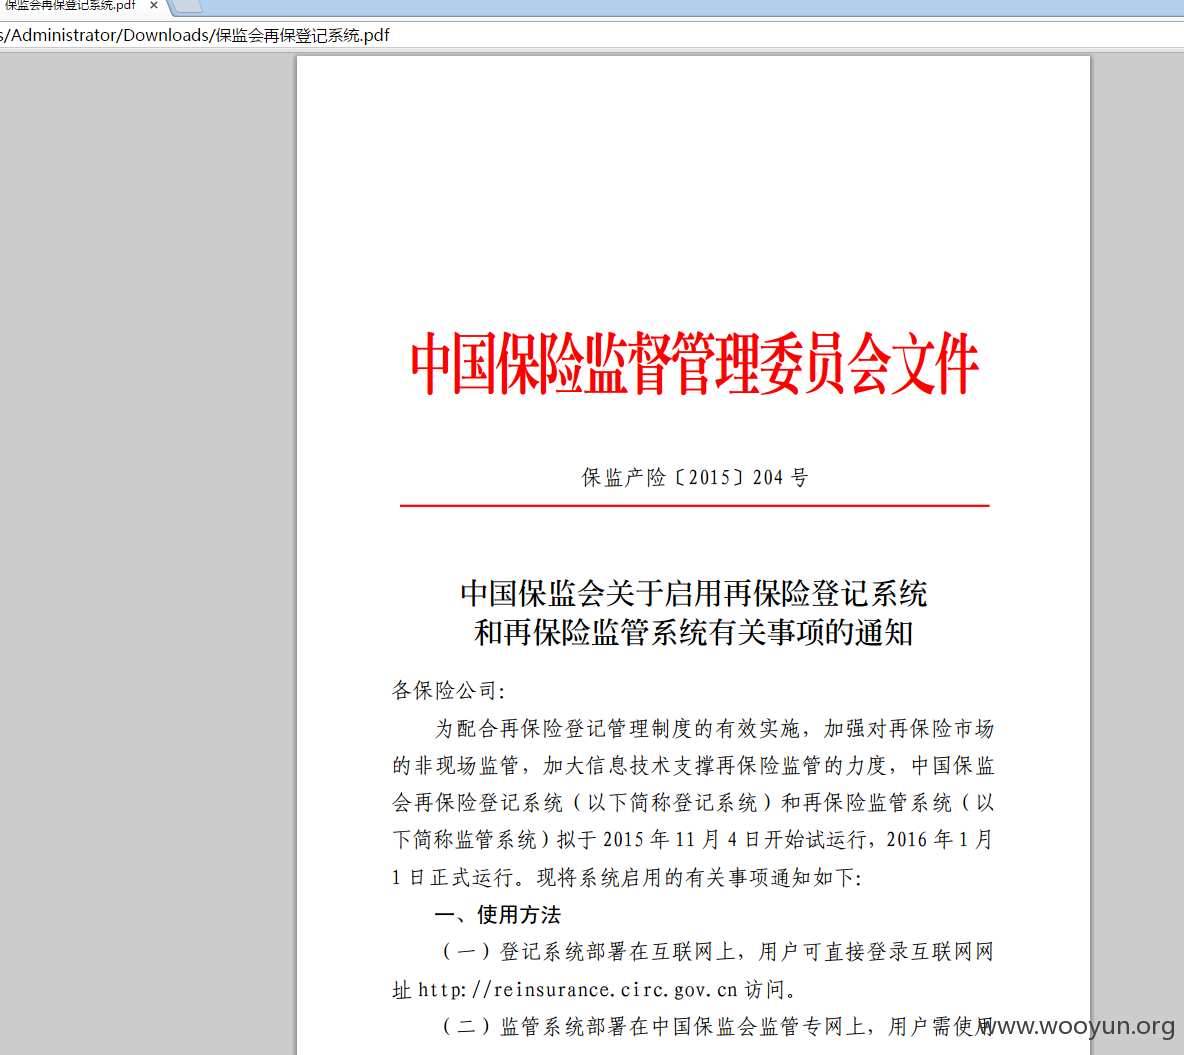 保监会再保登记系统.pdf ×
s/Administrator/Downloads/保监会再保登记系统.pdf
中国保险监督管理委员会文件
保监产险〔2015〕204 号
中国保监会关于启用再保险登记系统
和再保险监管系统有关事项的通知
各保险公司：
为配合再保险登记管理制度的有效实施，加强对再保险市场
的非现场监管，加大信息技术支撑再保险监管的力度，中国保监
会再保险登记系统（以下简称登记系统）和再保险监管系统（以
下简称监管系统）拟于 2015 年 11 月 4 日开始试运行，2016 年 1 月
1 日正式运行。现将系统启用的有关事项通知如下：
一、使用方法
（一）登记系统部署在互联网上，用户可直接登录互联网网
址 http://reinsurance.circ.gov.cn 访问。
（二）监管系统部署在中国保监会监管专网上，用户需使用
www.wooyun.org